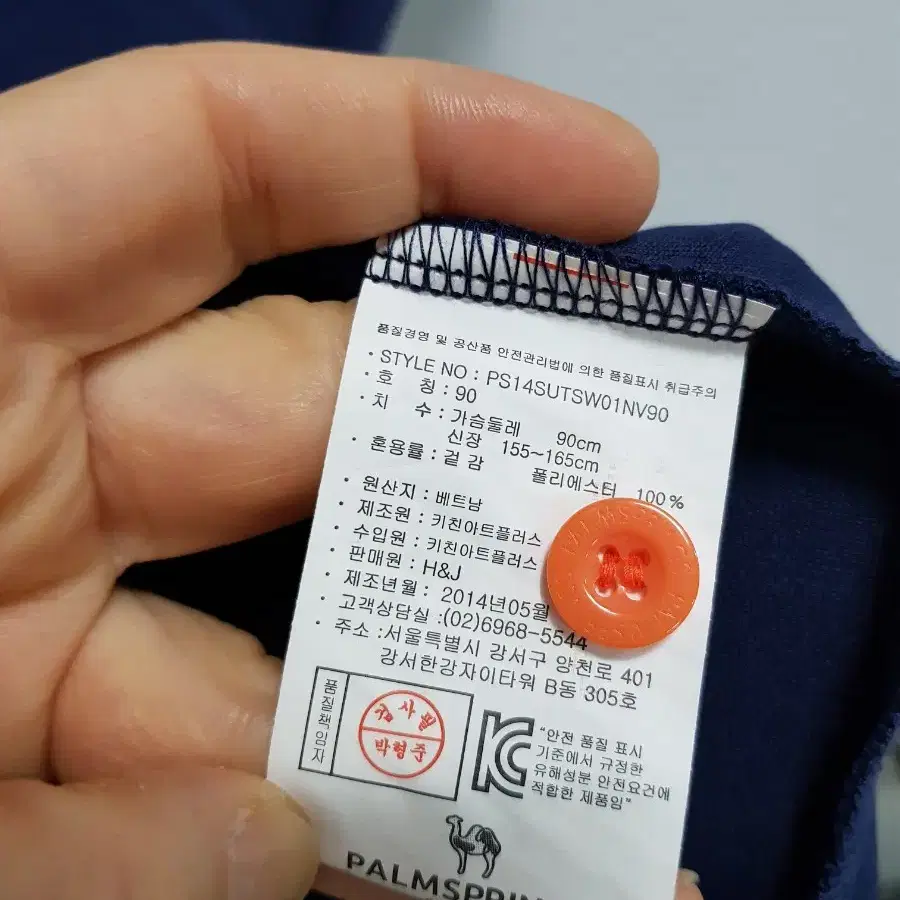 품질경영 및 공산품 안전관리법에 의한 품질표시 취급주의
· STYLE NO : PS14SUTSW01NV90
· 호 칭 : 90
· 치 수 : 가슴둘레 90cm
신장 155~165cm
· 혼용률 : 겉 감 폴리에스터 100%
· 원산지 : 베트남
· 제조원 : 키친아트플러스
· 수입원 : 키친아트플러스
· 판매원 : H&J
· 제조년월 : 2014년05월
· 고객상담실 :(02)6968-5544
· 주소 :서울특별시 강서구 양천로 401
강서한강자이타워 B동 305호
품질책임자
검사필
박형준
"안전 품질 표시
기준에서 규정한
유해성분 안전요건에
적합한 제품임"
PALMSPRIN